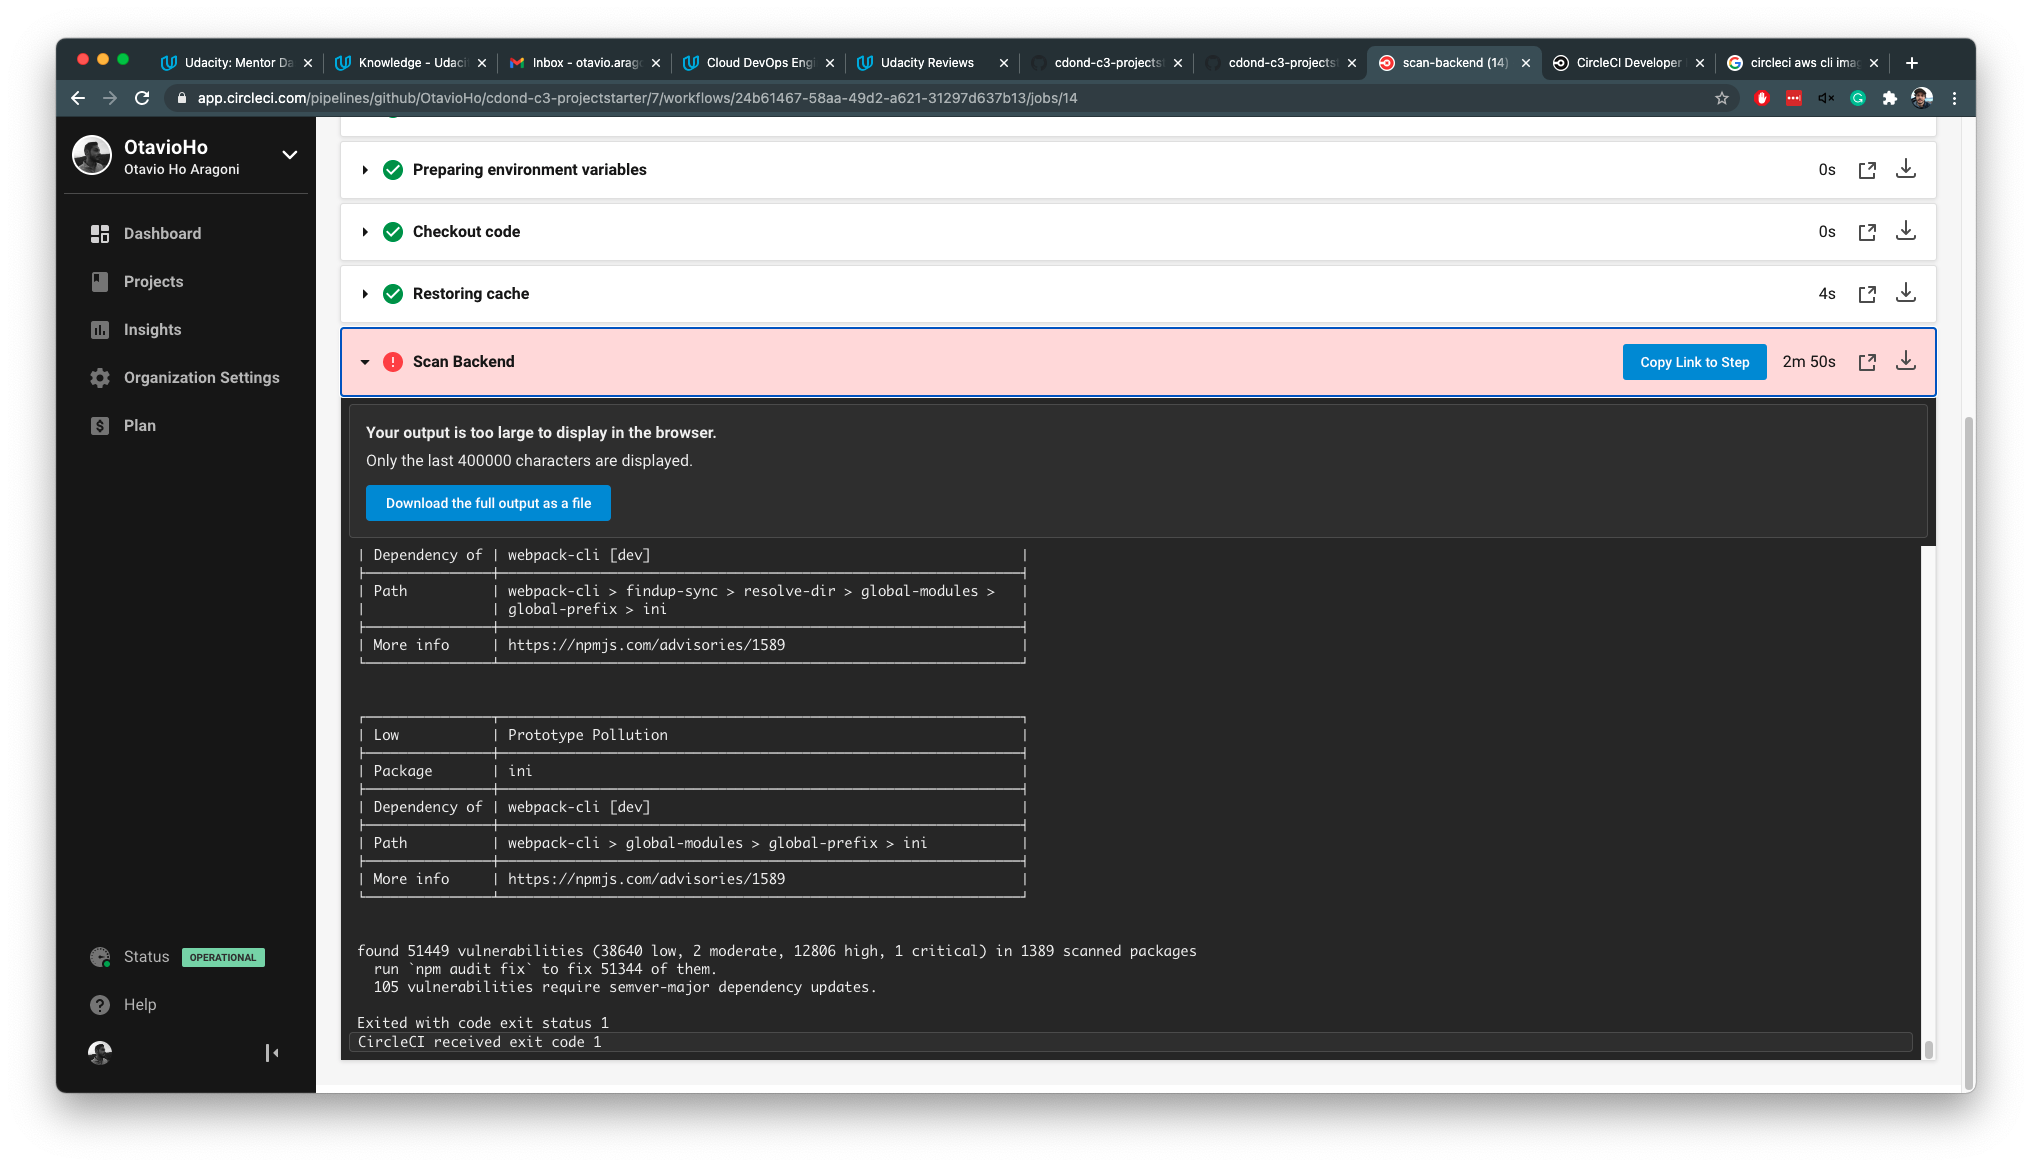 Udacity: Mentor Da
Knowledge - Udaci
Inbox - otavio.arago
Cloud DevOps Engi
Udacity Reviews
cdond-c3-projectst
cdond-c3-projectst
scan-backend (14)
CircleCI Developer
circleci aws cli imag
app.circleci.com/pipelines/github/OtavioHo/cdond-c3-projectstarter/7/workflows/24b61467-58aa-49d2-a621-31297d637b13/jobs/14
OtavioHo
Otavio Ho Aragoni
Dashboard
Projects
Insights
Organization Settings
Plan
Status OPERATIONAL
Help
Preparing environment variables 0s
Checkout code 0s
Restoring cache 4s
Scan Backend Copy Link to Step 2m 50s
Your output is too large to display in the browser.
Only the last 400000 characters are displayed.
Download the full output as a file
| Dependency of | webpack-cli [dev] |
| Path | webpack-cli > findup-sync > resolve-dir > global-modules > |
| | global-prefix > ini |
| More info | https://npmjs.com/advisories/1589 |
| Low | Prototype Pollution |
| Package | ini |
| Dependency of | webpack-cli [dev] |
| Path | webpack-cli > global-modules > global-prefix > ini |
| More info | https://npmjs.com/advisories/1589 |
found 51449 vulnerabilities (38640 low, 2 moderate, 12806 high, 1 critical) in 1389 scanned packages
run `npm audit fix` to fix 51344 of them.
105 vulnerabilities require semver-major dependency updates.
Exited with code exit status 1
CircleCI received exit code 1